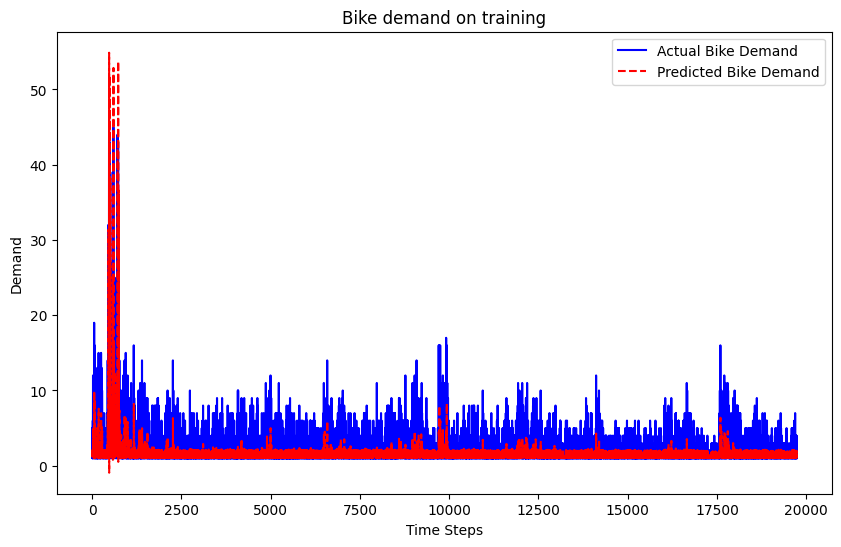 Bike demand on training
Actual Bike Demand
Predicted Bike Demand
Demand
50
40
30
20
10
0
0 2500 5000 7500 10000 12500 15000 17500 20000
Time Steps